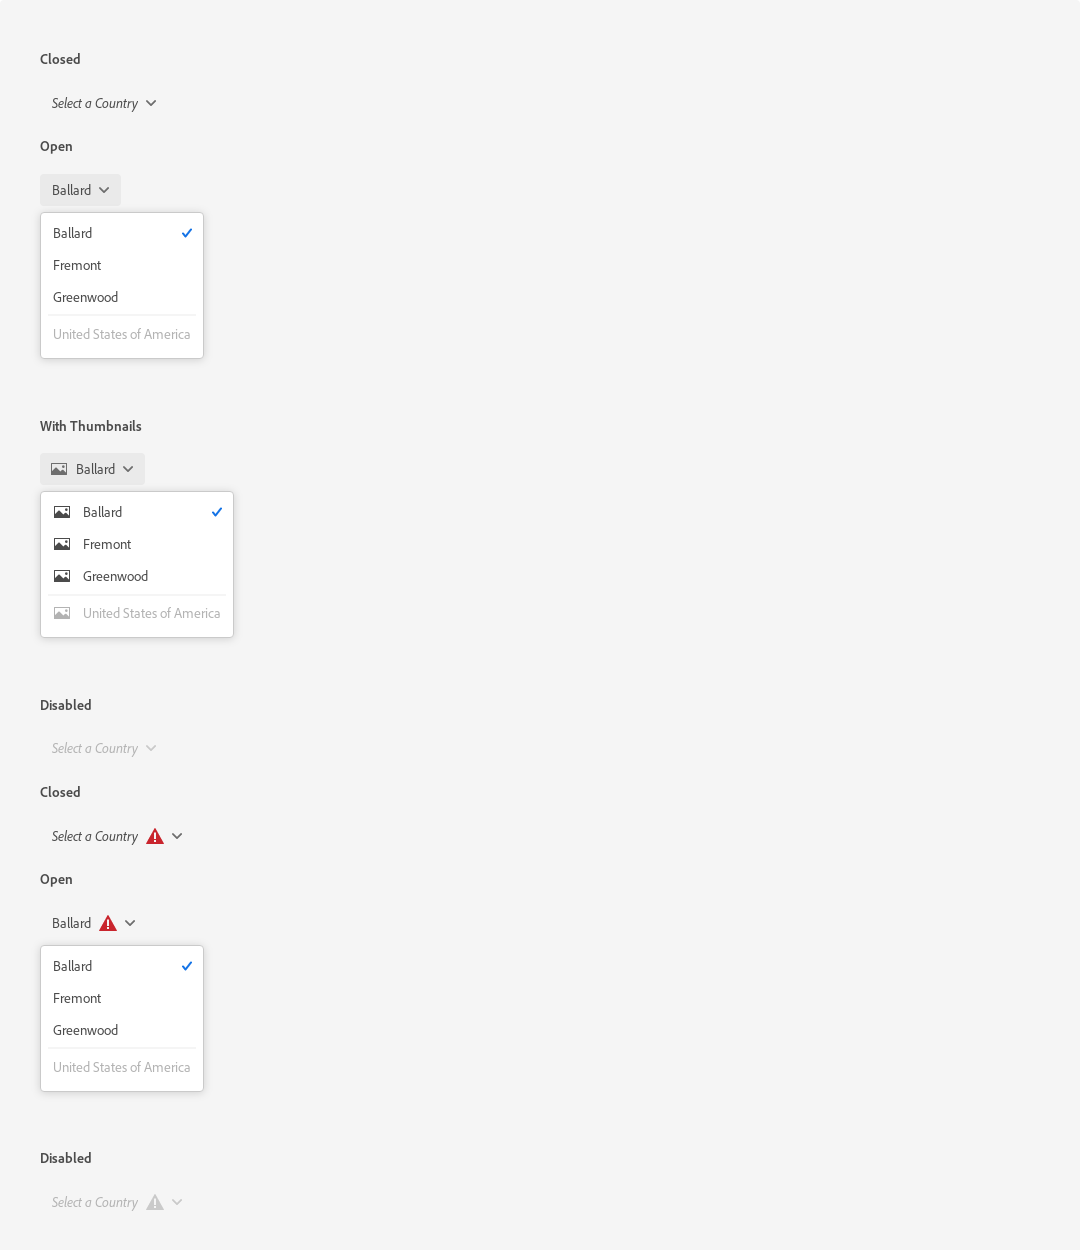 Closed
Select a Country
Open
Ballard
Ballard
Fremont
Greenwood
United States of America
With Thumbnails
Ballard
Ballard
Fremont
Greenwood
United States of America
Disabled
Select a Country
Closed
Select a Country
Open
Ballard
Ballard
Fremont
Greenwood
United States of America
Disabled
Select a Country